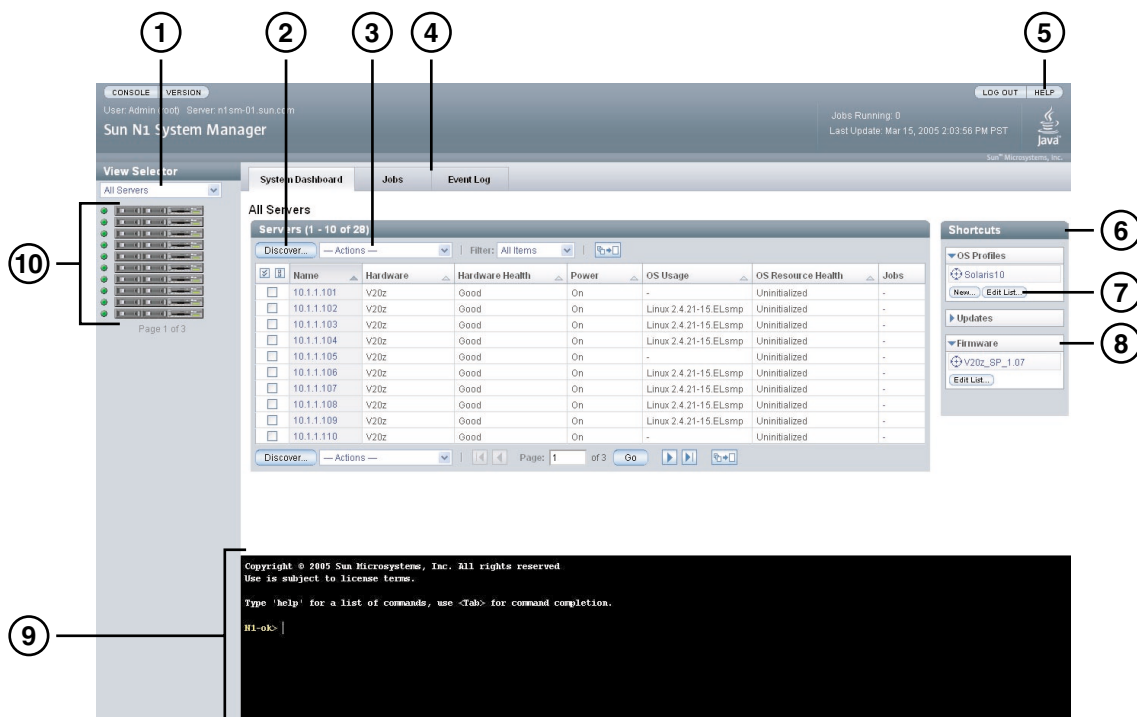 1 2 3 4 5
CONSOLE VERSION LOG OUT HELP
User: Admin (root) Server: n1sm-01.sun.com
Sun N1 System Manager
Jobs Running: 0
Last Update: Mar 15, 2005 2:03:56 PM PST
Java
Sun™ Microsystems, Inc.
View Selector
All Servers
Page 1 of 3
10
System Dashboard Jobs Event Log
All Servers
Servers (1 - 10 of 28)
Discover... — Actions — Filter: All Items
Name Hardware Hardware Health Power OS Usage OS Resource Health Jobs
10.1.1.101 V20z Good On - Uninitialized -
10.1.1.102 V20z Good On Linux 2.4.21-15.ELsmp Uninitialized -
10.1.1.103 V20z Good On Linux 2.4.21-15.ELsmp Uninitialized -
10.1.1.104 V20z Good On Linux 2.4.21-15.ELsmp Uninitialized -
10.1.1.105 V20z Good On - Uninitialized -
10.1.1.106 V20z Good On Linux 2.4.21-15.ELsmp Uninitialized -
10.1.1.107 V20z Good On Linux 2.4.21-15.ELsmp Uninitialized -
10.1.1.108 V20z Good On Linux 2.4.21-15.ELsmp Uninitialized -
10.1.1.109 V20z Good On Linux 2.4.21-15.ELsmp Uninitialized -
10.1.1.110 V20z Good On - Uninitialized -
Discover... — Actions — Page: 1 of 3 Go
Shortcuts
6
OS Profiles
Solaris10
New... Edit List...
7
Updates
Firmware
8
V20z_SP_1.07
Edit List...
9
Copyright © 2005 Sun Microsystems, Inc. All rights reserved
Use is subject to license terms.
Type 'help' for a list of commands, use <Tab> for command completion.
N1-ok>